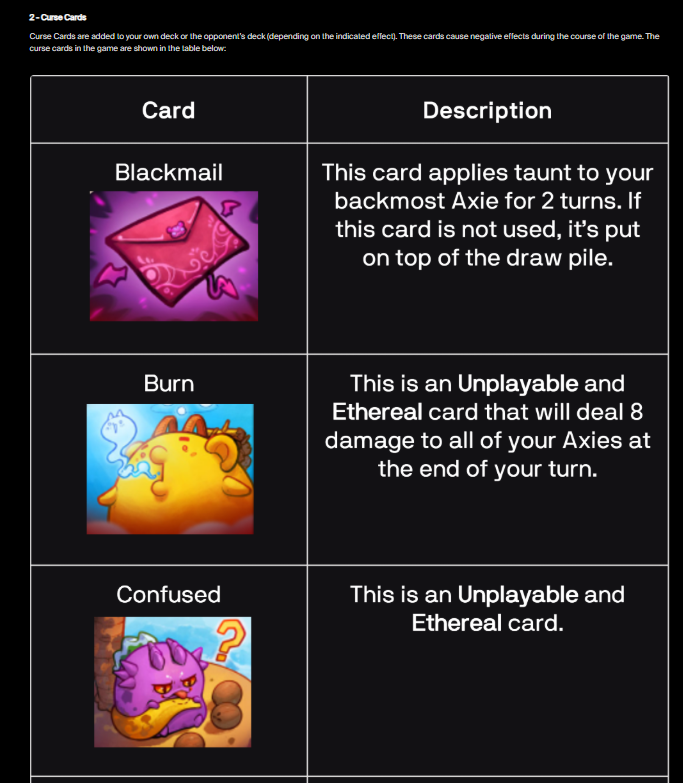 2 - Curse Cards
Curse Cards are added to your own deck or the opponent's deck (depending on the indicated effect). These cards cause negative effects during the course of the game. The
curse cards in the game are shown in the table below:
Card
Description
Blackmail
This card applies taunt to your
backmost Axie for 2 turns. If
this card is not used, it's put
on top of the draw pile.
Burn
This is an Unplayable and
Ethereal card that will deal 8
damage to all of your Axies at
the end of your turn.
Confused
This is an Unplayable and
Ethereal card.
?